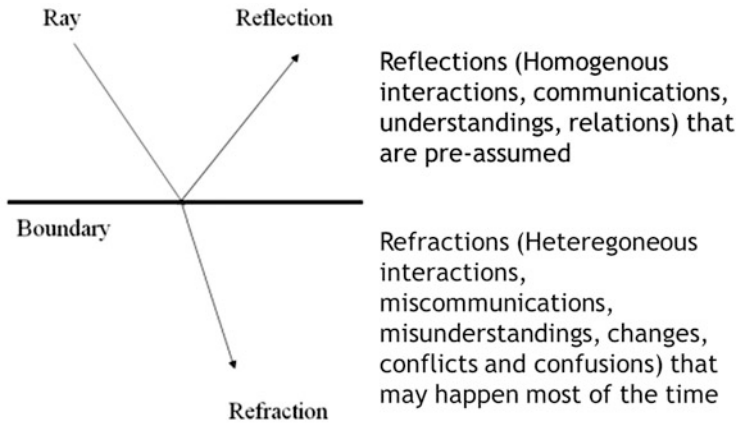 Ray
Reflection
Reflections (Homogenous
interactions, communications,
understandings, relations) that
are pre-assumed
Boundary
Refractions (Heteregoneous
interactions,
miscommunications,
misunderstandings, changes,
conflicts and confusions) that
may happen most of the time
Refraction